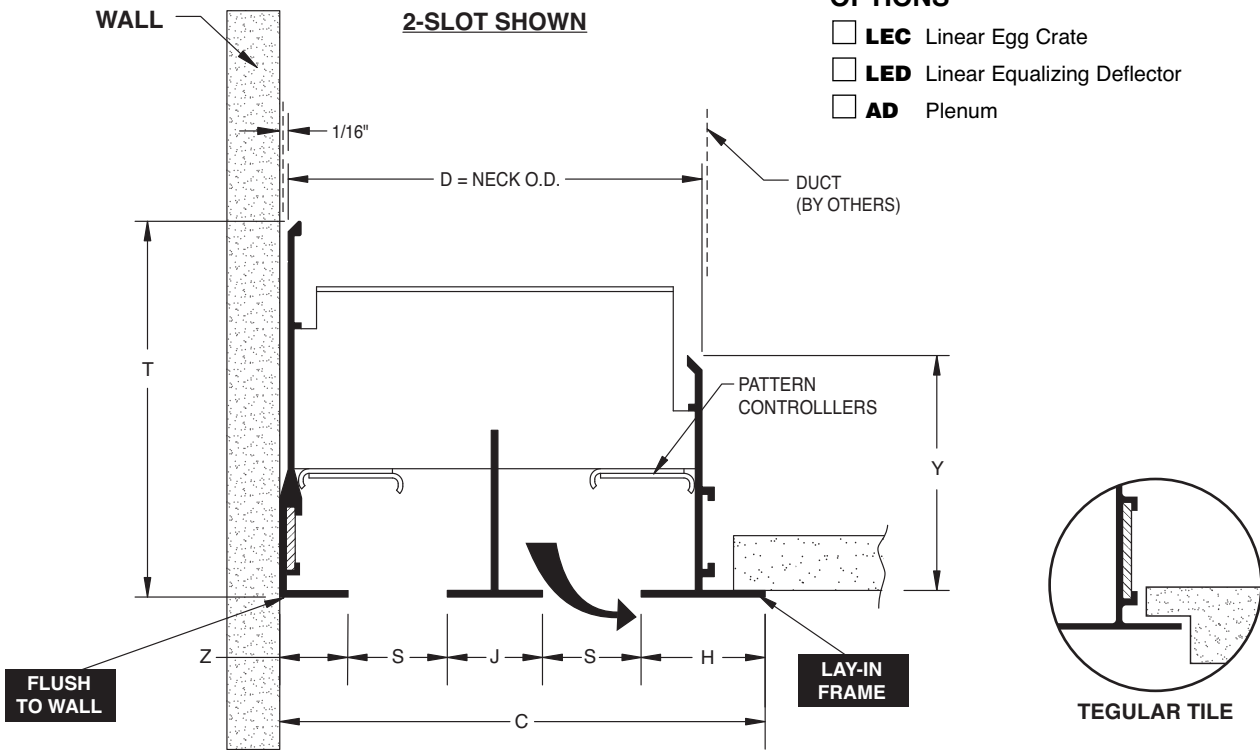 OPTIONS
2-SLOT SHOWN
WALL
LEC Linear Egg Crate
LED Linear Equalizing Deflector
AD Plenum
1/16"
D = NECK O.D.
DUCT
(BY OTHERS)
T
PATTERN
CONTROLLLERS
Y
Z
S
J
S
H
FLUSH
TO WALL
LAY-IN
FRAME
C
TEGULAR TILE